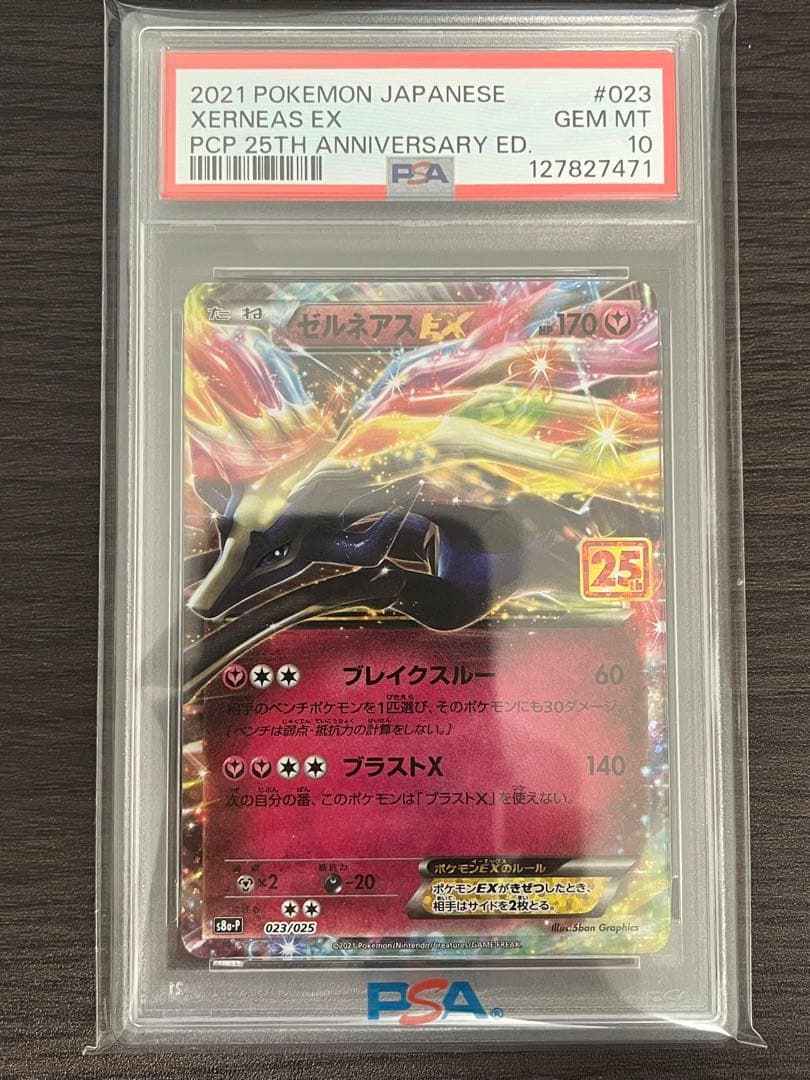 2021 POKEMON JAPANESE #023
XERNEAS EX GEM MT
PCP 25TH ANNIVERSARY ED. 10
PSA 127827471
たね ゼルネアスEX HP170
25th
ブレイクスルー 60
相手のベンチポケモンを1匹選び、そのポケモンにも30ダメージ。
[ベンチは弱点・抵抗力の計算をしない。]
ブラストX 140
次の自分の番、このポケモンは「ブラストX」を使えない。
弱点 ×2 抵抗力 -20
ポケモンEXのルール
ポケモンEXがきぜつしたとき、
相手はサイドを2枚とる。
s8a-P 023/025 illus.5ban Graphics
©2021 Pokémon/Nintendo/Creatures/GAME FREAK.
PSA®